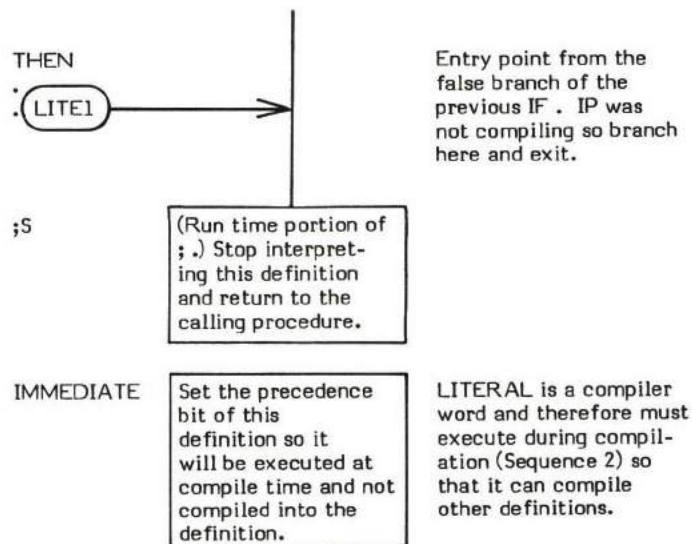 THEN
: LITE1
Entry point from the
false branch of the
previous IF . IP was
not compiling so branch
here and exit.
;S
(Run time portion of
; .) Stop interpret-
ing this definition
and return to the
calling procedure.
IMMEDIATE
Set the precedence
bit of this
definition so it
will be executed at
compile time and not
compiled into the
definition.
LITERAL is a compiler
word and therefore must
execute during compil-
ation (Sequence 2) so
that it can compile
other definitions.